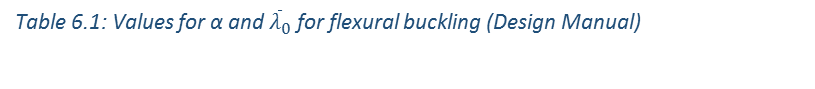 Table 6.1: Values for α and λ̄₀ for flexural buckling (Design Manual)